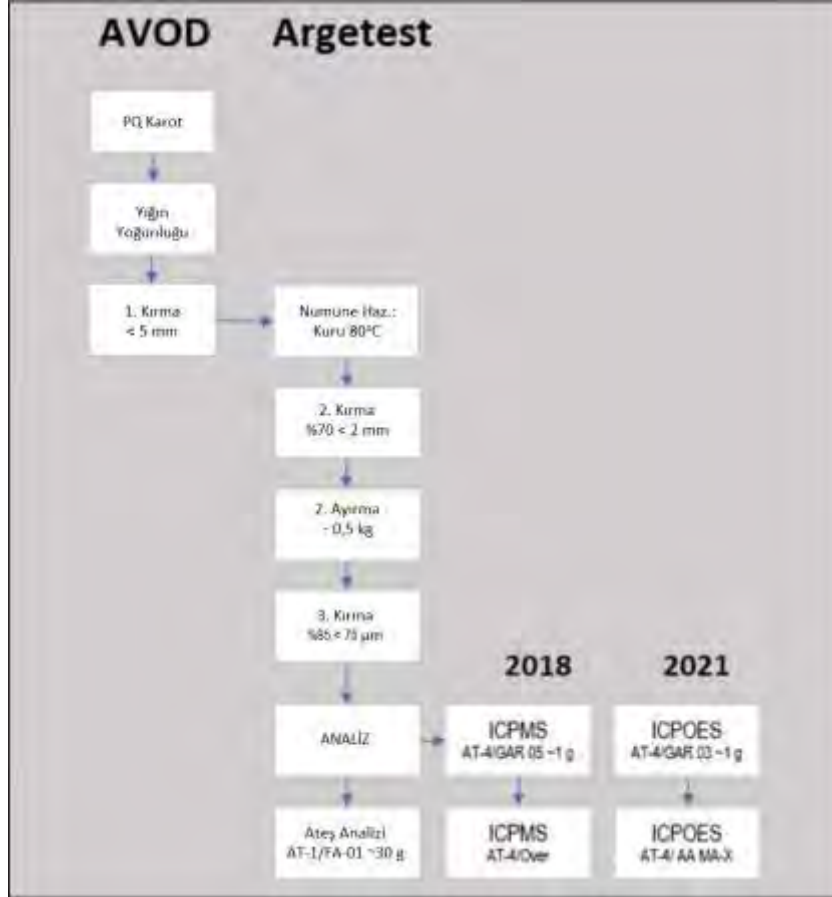 AVOD
Argetest
PQ Karot
Yığın
Yoğunluğu
1. Kırma
< 5 mm
Numune Haz.:
Kuru 80°C
2. Kırma
%70 < 2 mm
2. Ayırma
~ 0,5 kg
3. Kırma
%85 < 75 µm
2018
2021
ANALİZ
ICPMS
AT-4/GAR 05 ~1 g
ICPOES
AT-4/GAR 03 ~1 g
Ateş Analizi
AT-1/FA-01 ~30 g
ICPMS
AT-4/Over
ICPOES
AT-4/ AA MA-X